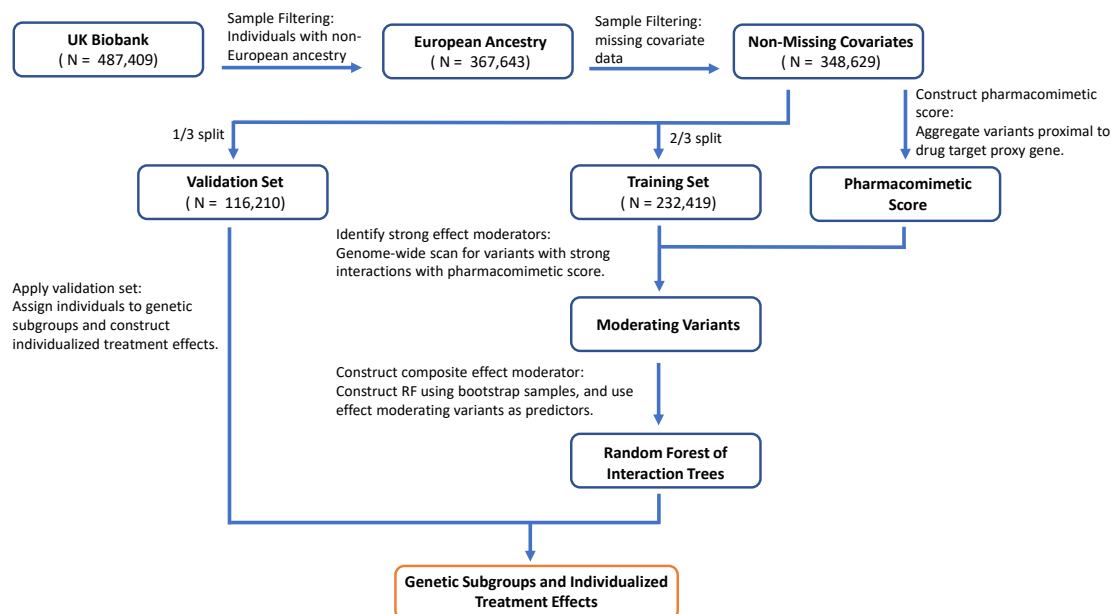 UK Biobank
( N =  487,409)
Sample Filtering:
Individuals with non-
European ancestry
European Ancestry
(N =  367,643)
Sample Filtering:
missing covariate
data
Non-Missing Covariates
( N =  348,629)
Construct pharmacomimetic
score:
Aggregate variants proximal to
drug target proxy gene.
1/3 split
2/3 split
Validation Set
( N =  116,210)
Training Set
( N = 232,419)
Pharmacomimetic
Score
Identify strong effect moderators:
Genome-wide scan for variants with strong
interactions with pharmacomimetic score.
Apply validation set:
Assign individuals to genetic
subgroups and construct
individualized treatment effects.
Moderating Variants
Construct composite effect moderator:
Construct RF using bootstrap samples, and use
effect moderating variants as predictors.
Random Forest of
Interaction Trees
Genetic Subgroups and Individualized
Treatment Effects